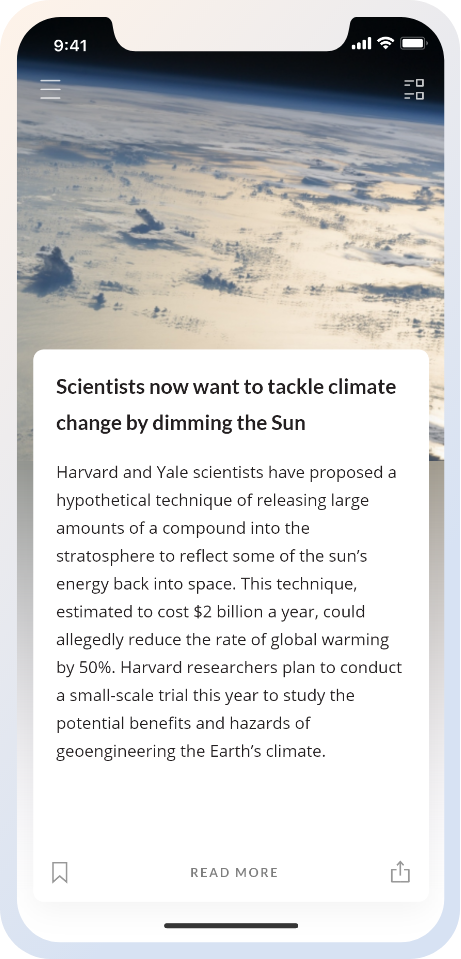 9:41
Scientists now want to tackle climate
change by dimming the Sun
Harvard and Yale scientists have proposed a
hypothetical technique of releasing large
amounts of a compound into the
stratosphere to reflect some of the sun’s
energy back into space. This technique,
estimated to cost $2 billion a year, could
allegedly reduce the rate of global warming
by 50%. Harvard researchers plan to conduct
a small-scale trial this year to study the
potential benefits and hazards of
geoengineering the Earth’s climate.
READ MORE